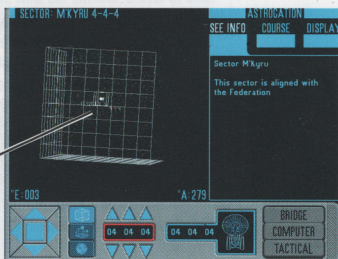 SECTOR: M'KYRU 4-4-4
ASTROGATION
SEE INFO COURSE DISPLAY
Sector M'kyru
This sector is aligned with
the Federation
°E:003 °A:279
04 04 04
04 04 04
BRIDGE
COMPUTER
TACTICAL